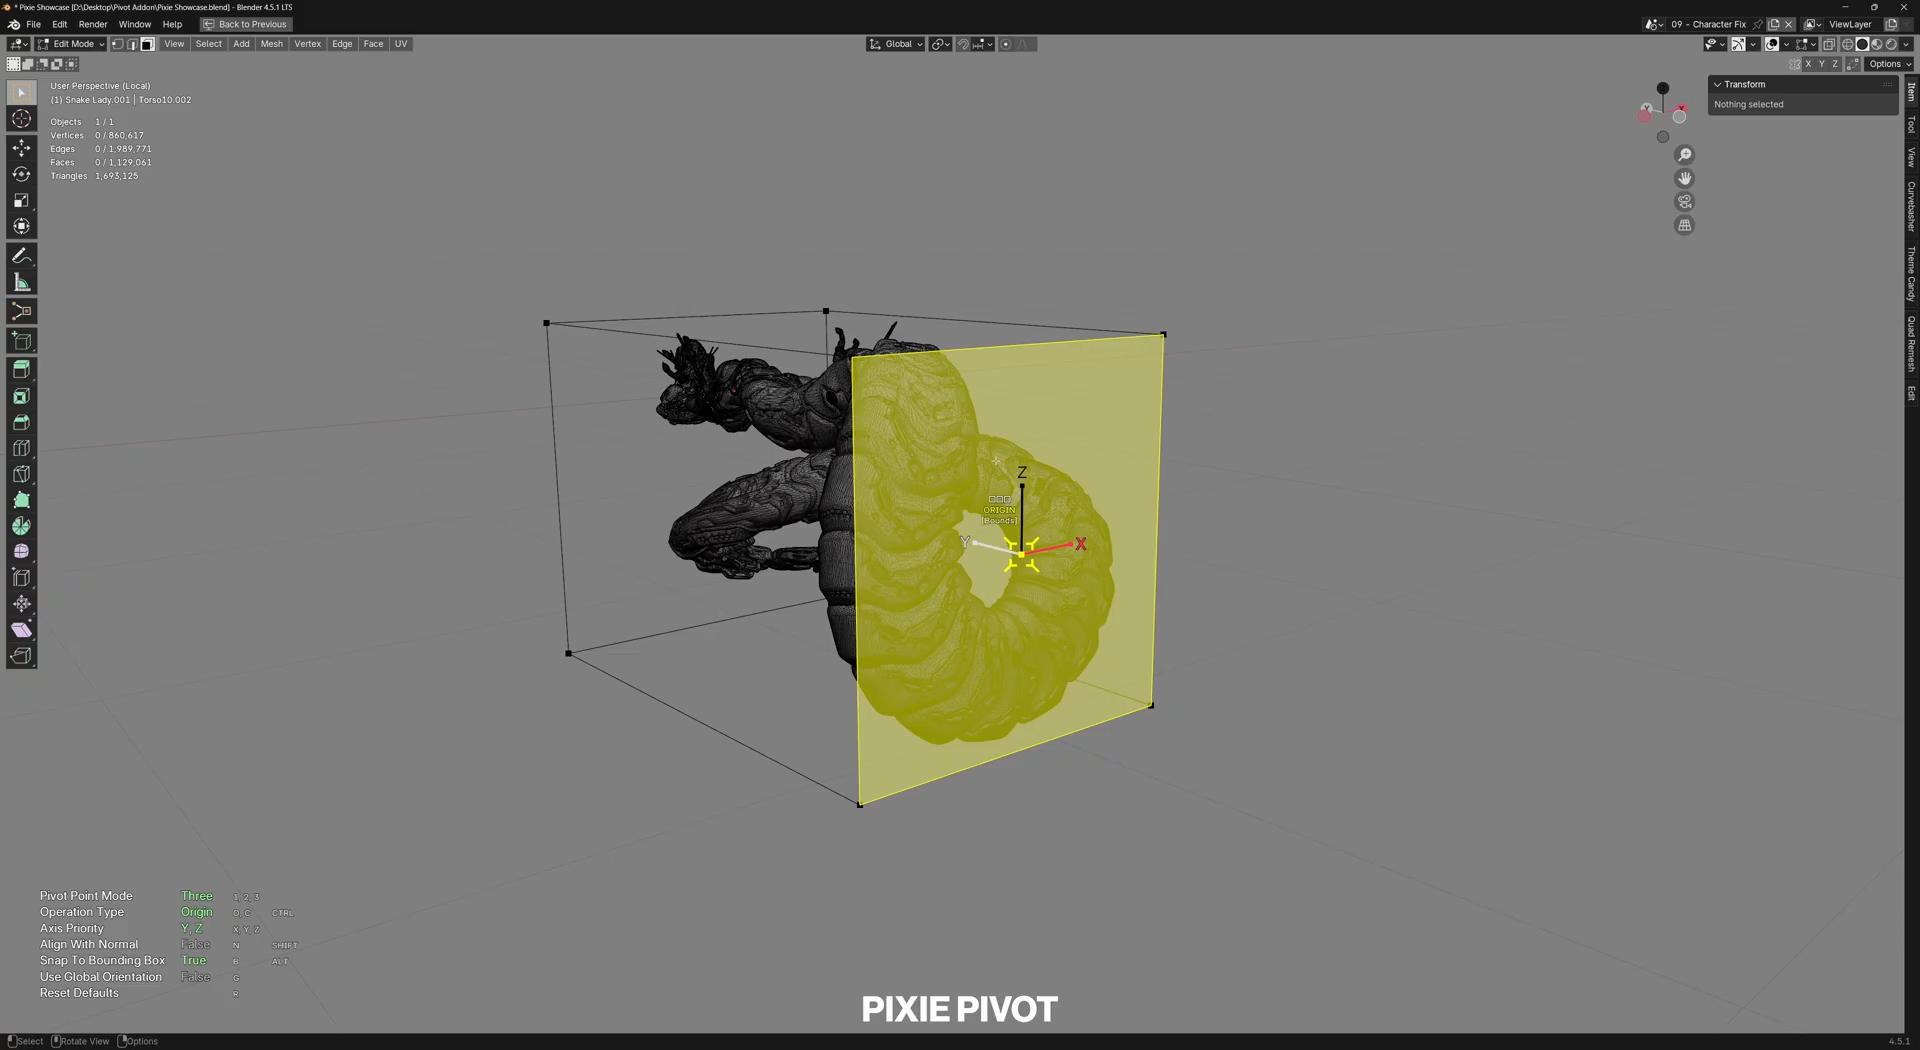 * Pixie Showcase [D:\Desktop\Pivot Addon\Pixie Showcase.blend] - Blender 4.5.1 LTS
File Edit Render Window Help Back to Previous 09 - Character Fix ViewLayer
Edit Mode View Select Add Mesh Vertex Edge Face UV Global
X Y Z Options
User Perspective (Local)
(1) Snake Lady.001 | Torso10.002
Objects 1 / 1
Vertices 0 / 860,617
Edges 0 / 1,989,771
Faces 0 / 1,129,061
Triangles 1,693,125
Transform
Nothing selected
Item
Tool
View
Curvebasher
Theme Candy
Quad Remesh
Edit
Z
ORIGIN
[Bounds]
Y
X
Pivot Point Mode Three 1, 2, 3
Operation Type Origin O, C CTRL
Axis Priority Y, Z X, Y, Z
Align With Normal False N SHIFT
Snap To Bounding Box True B ALT
Use Global Orientation False G
Reset Defaults R
PIXIE PIVOT
Select Rotate View Options 4.5.1